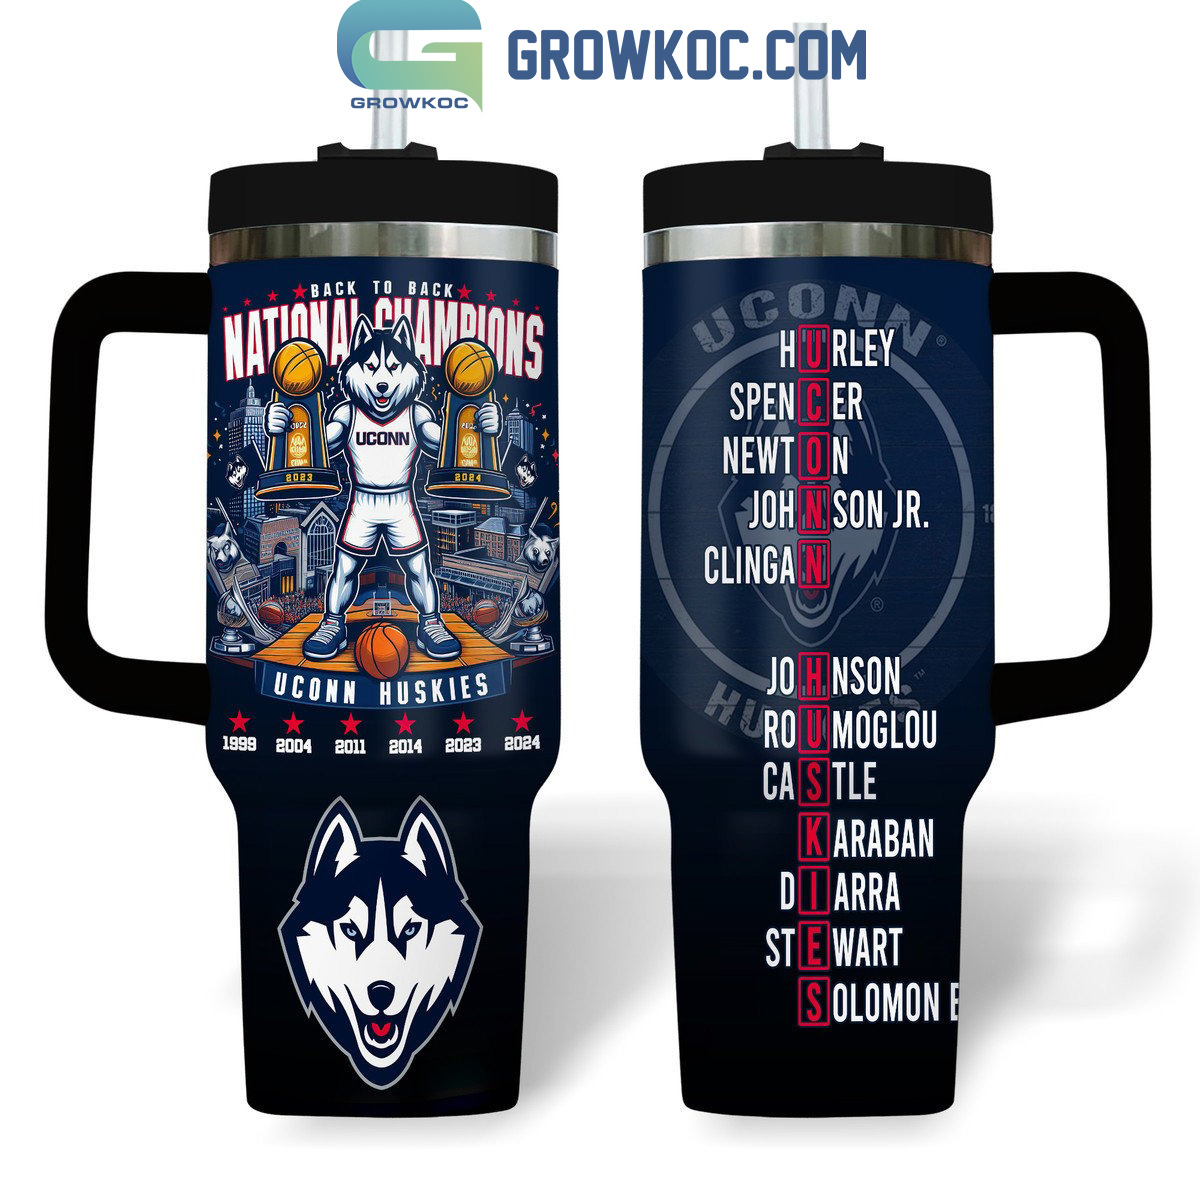 GROWKOC
GROWKOC.COM
BACK TO BACK
NATIONAL CHAMPIONS
UCONN
2023
2024
UCONN HUSKIES
1999 2004 2011 2014 2023 2024
UCONN
®
HURLEY
SPENCER
NEWTON
JOHNSON JR.
CLINGAN
®
JOHNSON
ROUMOGLOU
CASTLE
KARABAN
DIARRA
STEWART
SOLOMON B